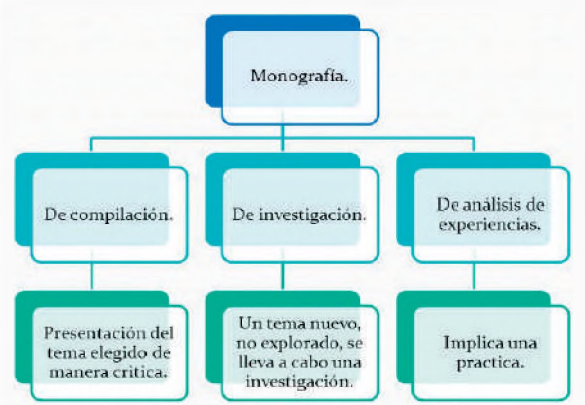 Monografía.
De compilación.
De investigación.
De análisis de
experiencias.
Presentación del
tema elegido de
manera critica.
Un tema nuevo,
no explorado, se
lleva a cabo una
investigación.
Implica una
practica.